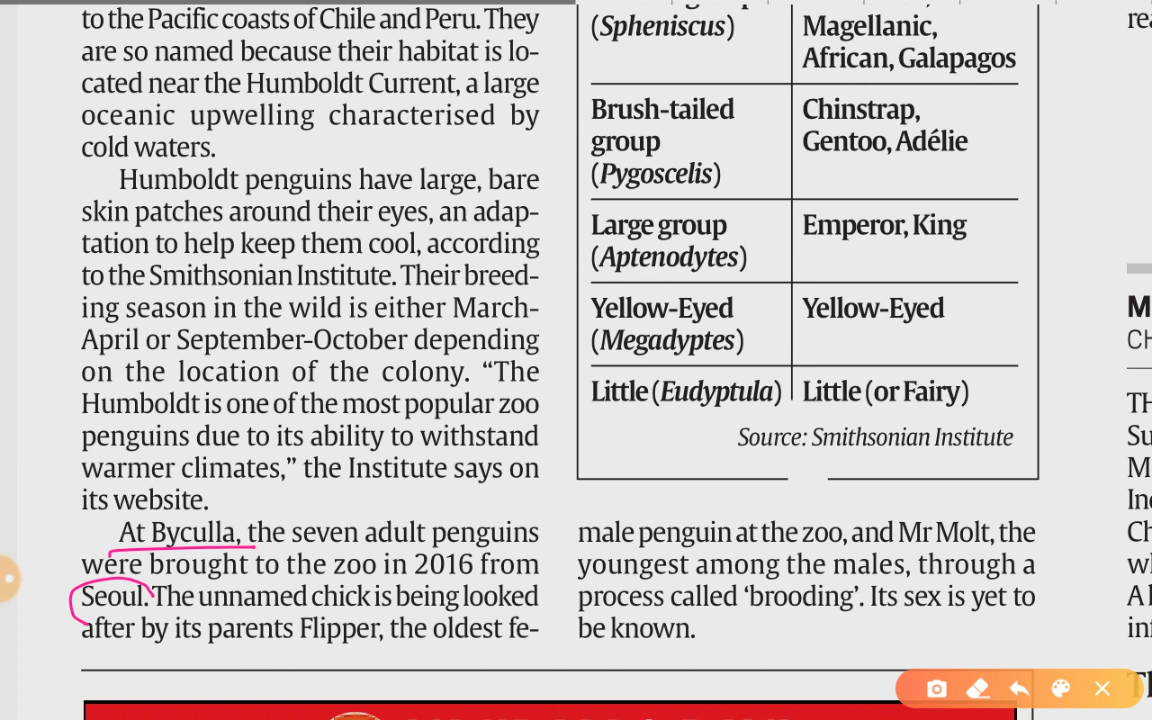 to the Pacific coasts of Chile and Peru. They
are so named because their habitat is lo-
cated near the Humboldt Current, a large
oceanic upwelling characterised by
cold waters.
Humboldt penguins have large, bare
skin patches around their eyes, an adap-
tation to help keep them cool, according
to the Smithsonian Institute. Their breed-
ing season in the wild is either March-
April or September-October depending
on the location of the colony. “The
Humboldt is one of the most popular zoo
penguins due to its ability to withstand
warmer climates,” the Institute says on
its website.
At Byculla, the seven adult penguins
were brought to the zoo in 2016 from
Seoul. The unnamed chick is being looked
after by its parents Flipper, the oldest fe-
(Spheniscus)
Magellanic,
African, Galapagos
Brush-tailed
group
(Pygoscelis)
Chinstrap,
Gentoo, Adélie
Large group
(Aptenodytes)
Emperor, King
Yellow-Eyed
(Megadyptes)
Yellow-Eyed
Little (Eudyptula)
Little (or Fairy)
Source: Smithsonian Institute
male penguin at the zoo, and Mr Molt, the
youngest among the males, through a
process called ‘brooding’. Its sex is yet to
be known.